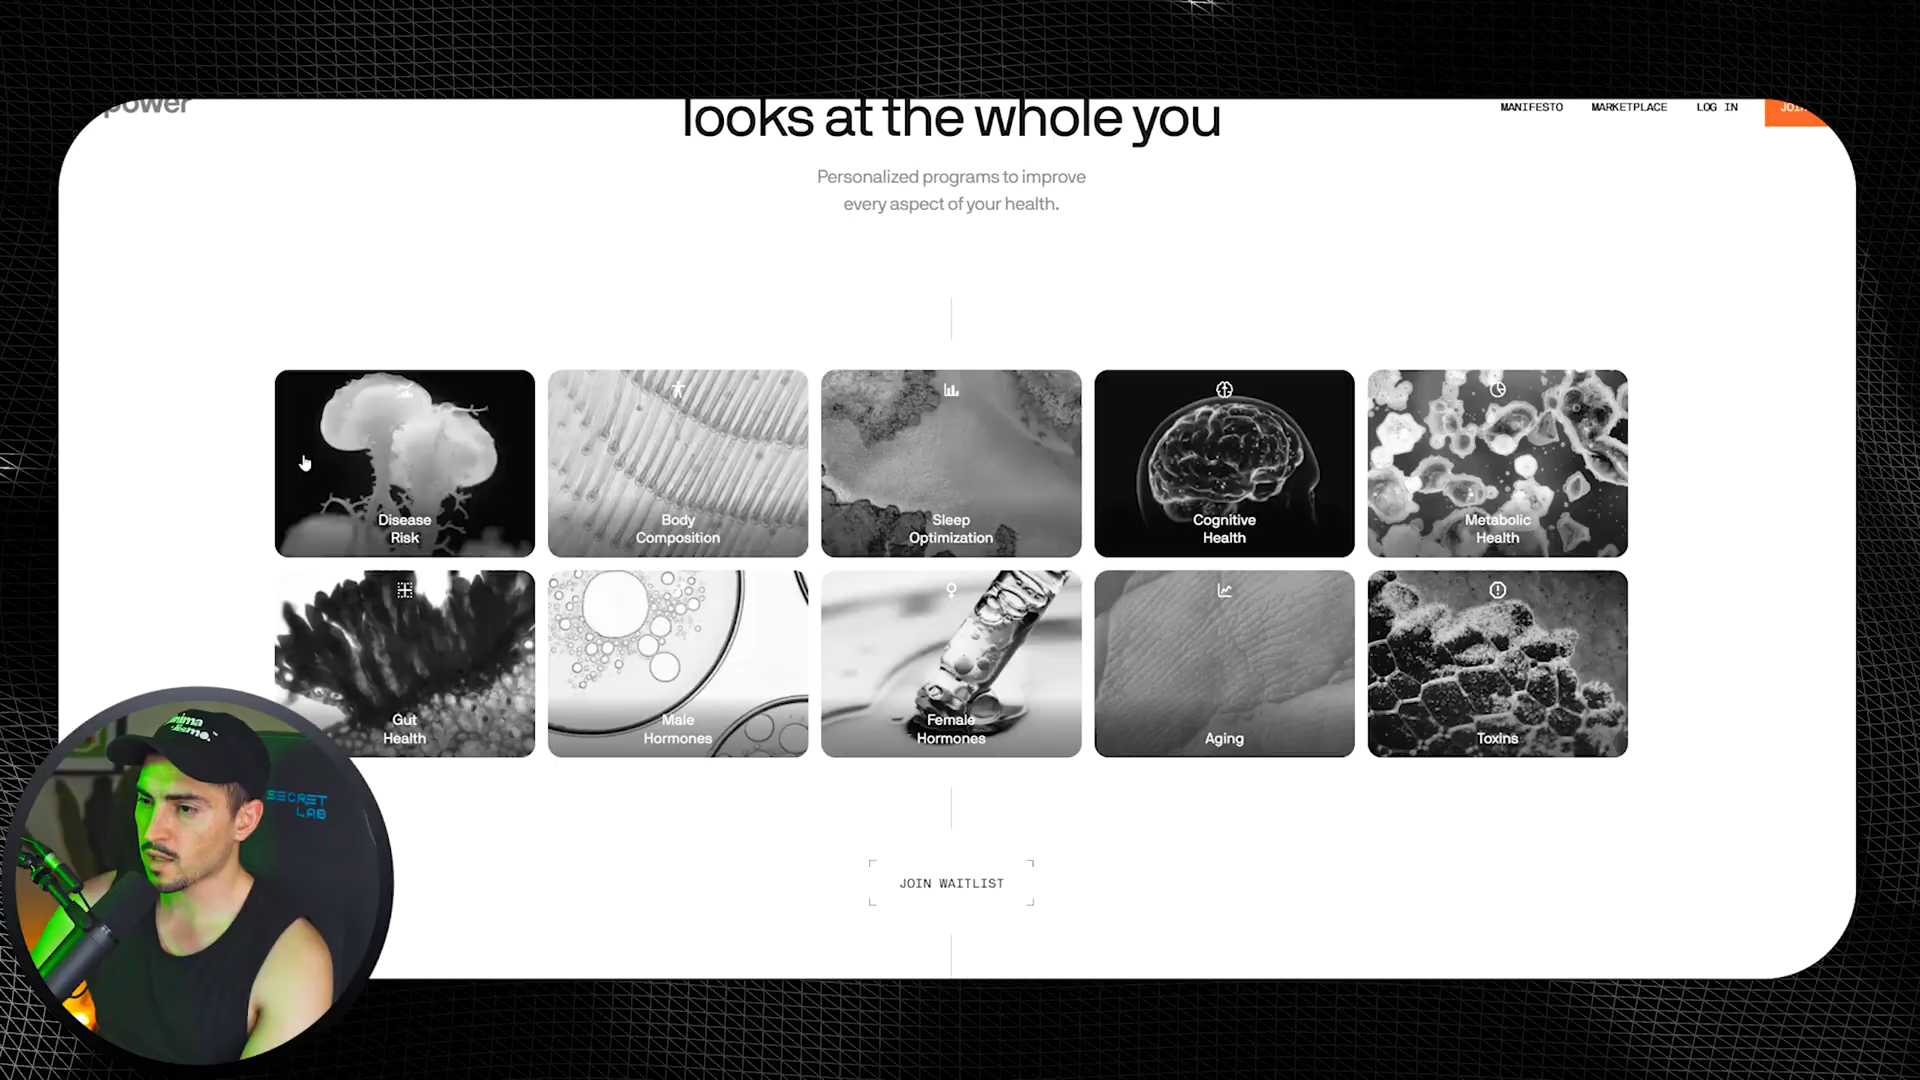 power
looks at the whole you
MANIFESTO
MARKETPLACE
LOG IN
Personalized programs to improve
every aspect of your health.
Disease
Risk
Body
Composition
Sleep
Optimization
Cognitive
Health
Metabolic
Health
Gut
Health
Male
Hormones
Female
Hormones
Aging
Toxins
SECRET
LAB
JOIN WAITLIST